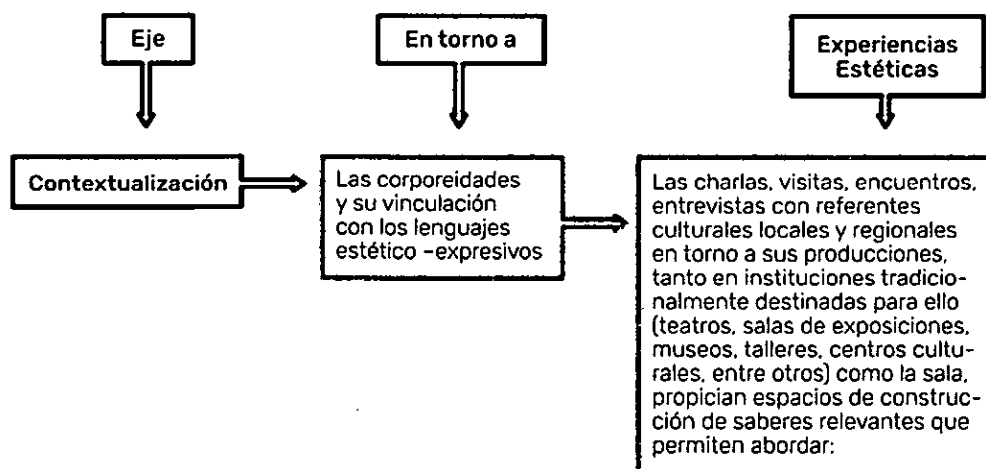 Eje
En torno a
Experiencias
Estéticas
Contextualización
Las corporeidades
y su vinculación
con los lenguajes
estético –expresivos
Las charlas, visitas, encuentros,
entrevistas con referentes
culturales locales y regionales
en torno a sus producciones,
tanto en instituciones tradicio-
nalmente destinadas para ello
(teatros, salas de exposiciones,
museos, talleres, centros cultu-
rales, entre otros) como la sala,
propician espacios de construc-
ción de saberes relevantes que
permiten abordar: